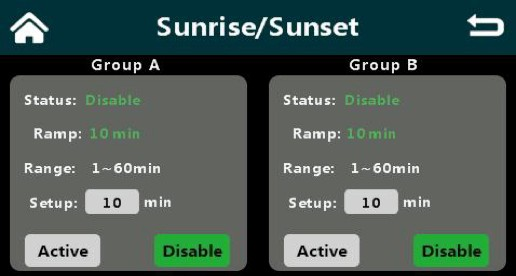 Sunrise/Sunset
Group A
Status: Disable
Ramp: 10 min
Range: 1~60min
Setup: 10 min
Active Disable
Group B
Status: Disable
Ramp: 10 min
Range: 1~60min
Setup: 10 min
Active Disable